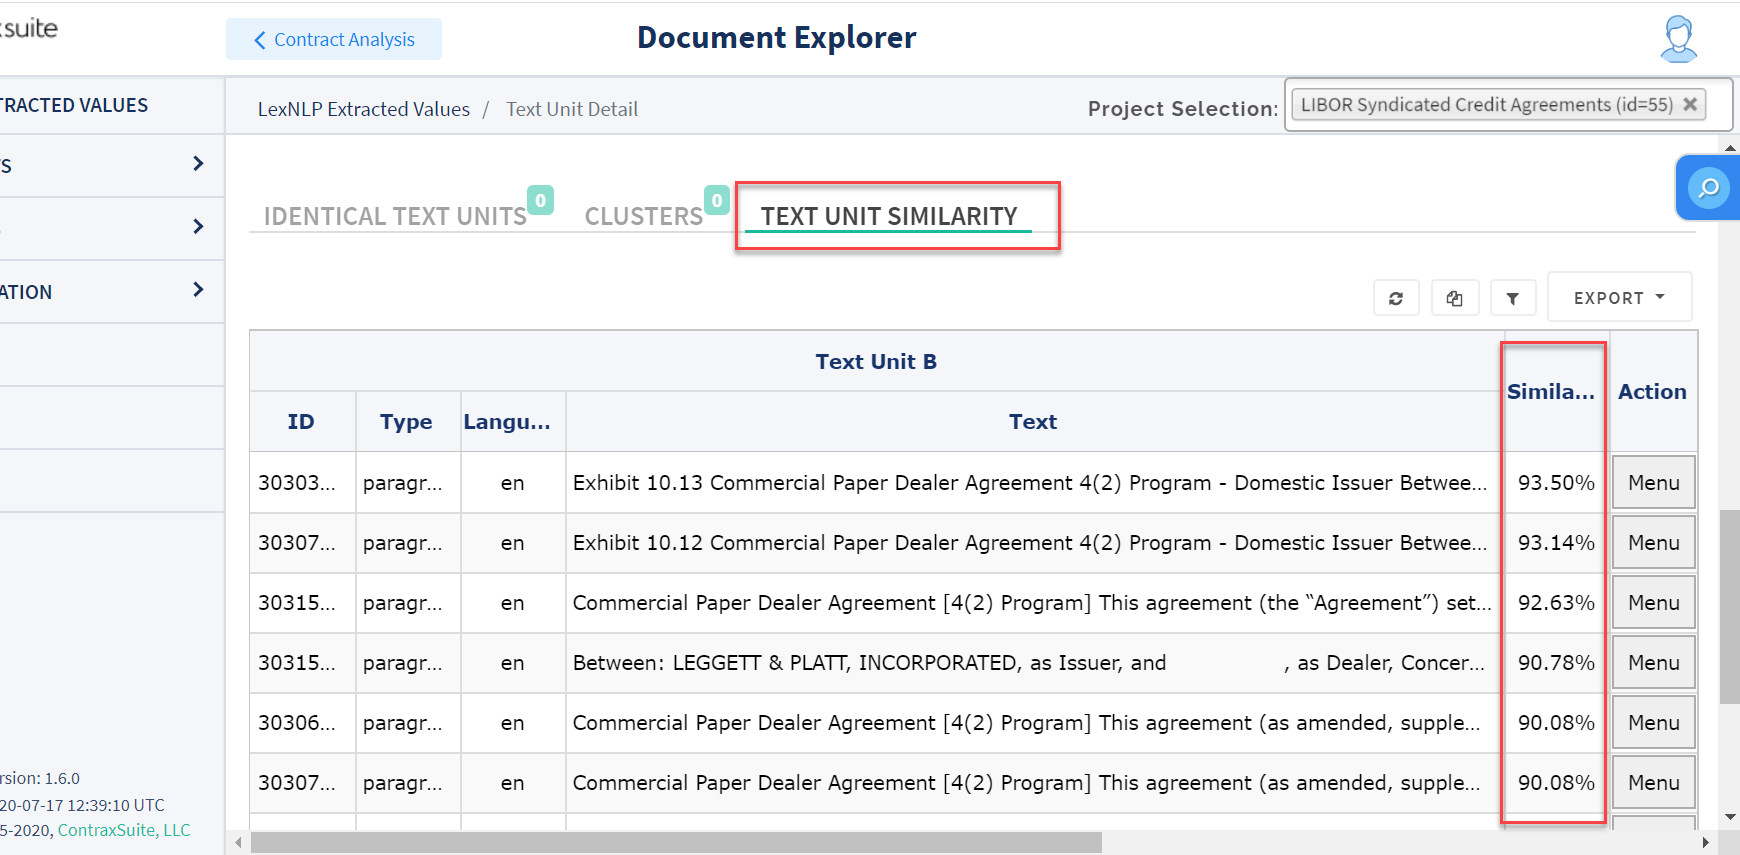 suite
Contract Analysis
Document Explorer
TRACTED VALUES
LexNLP Extracted Values / Text Unit Detail
Project Selection:
LIBOR Syndicated Credit Agreements (id=55) ✖
S
ATION
IDENTICAL TEXT UNITS 0
CLUSTERS 0
TEXT UNIT SIMILARITY
EXPORT
Text Unit B
Simila...
Action
ID Type Langu... Text
30303... paragr... en Exhibit 10.13 Commercial Paper Dealer Agreement 4(2) Program - Domestic Issuer Betwee... 93.50% Menu
30307... paragr... en Exhibit 10.12 Commercial Paper Dealer Agreement 4(2) Program - Domestic Issuer Betwee... 93.14% Menu
30315... paragr... en Commercial Paper Dealer Agreement [4(2) Program] This agreement (the “Agreement”) set... 92.63% Menu
30315... paragr... en Between: LEGGETT & PLATT, INCORPORATED, as Issuer, and , as Dealer, Concer... 90.78% Menu
30306... paragr... en Commercial Paper Dealer Agreement [4(2) Program] This agreement (as amended, supple... 90.08% Menu
30307... paragr... en Commercial Paper Dealer Agreement [4(2) Program] This agreement (as amended, supple... 90.08% Menu
rsion: 1.6.0
20-07-17 12:39:10 UTC
5-2020, ContraxSuite, LLC